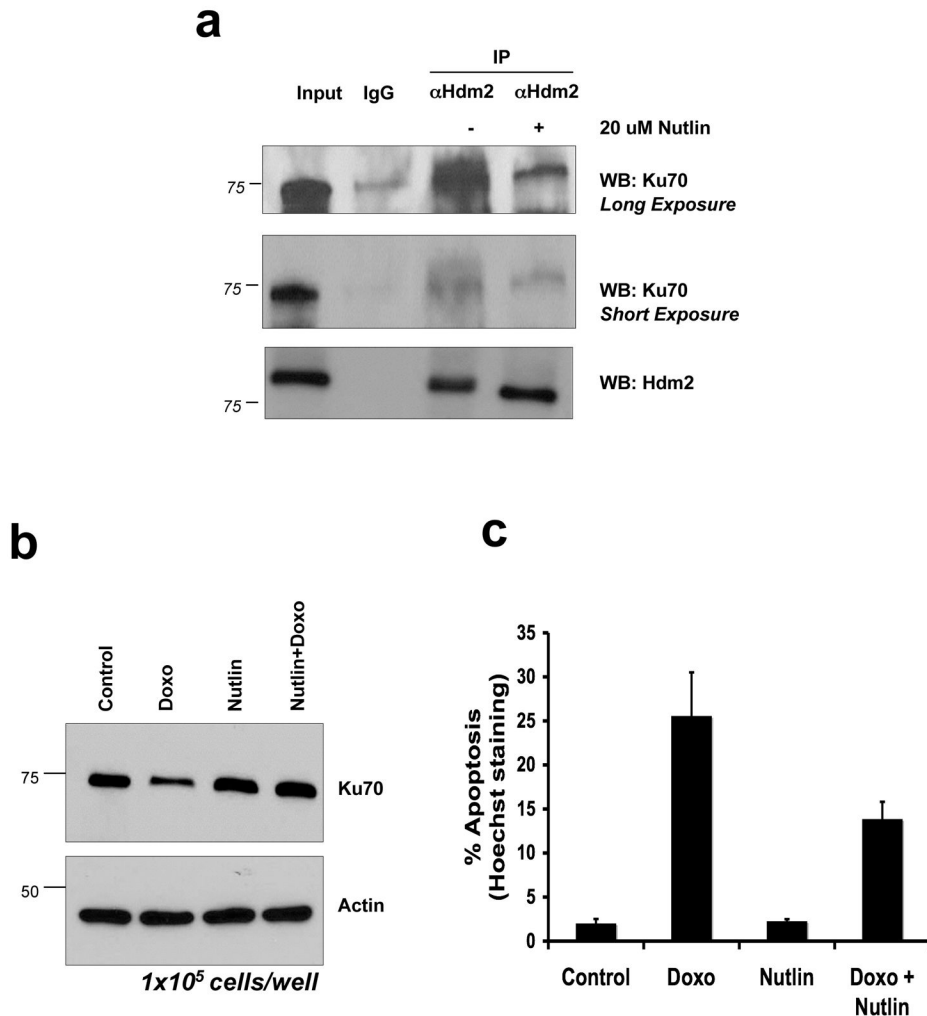 a
IP
Input IgG αHdm2 αHdm2
- + 20 uM Nutlin
75
WB: Ku70
Long Exposure
75
WB: Ku70
Short Exposure
75
WB: Hdm2
b
Control Doxo Nutlin Nutlin+Doxo
75
Ku70
50
Actin
1x10⁵ cells/well
c
% Apoptosis
(Hoechst staining)
35
30
25
20
15
10
5
0
Control Doxo Nutlin Doxo +
Nutlin